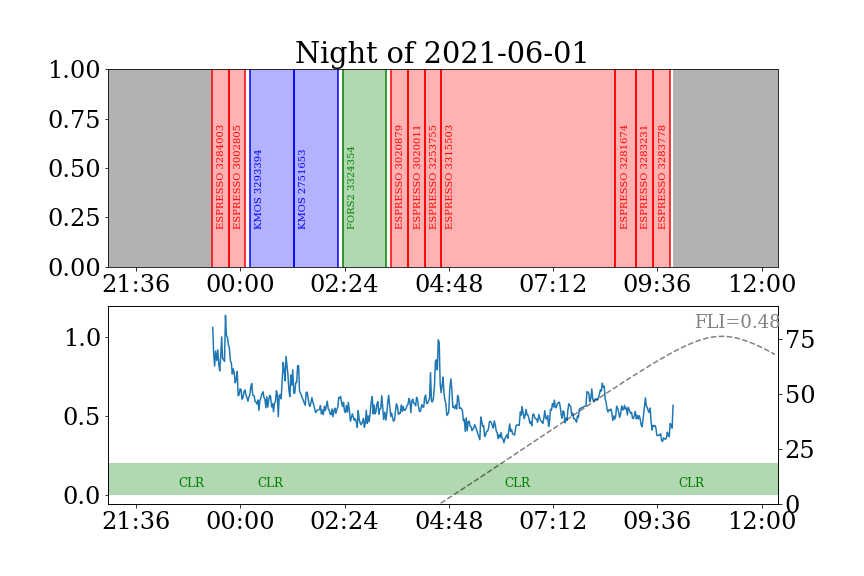 Night of 2021-06-01
1.00
0.75
0.50
0.25
0.00
ESPRESSO 3284003
ESPRESSO 3002805
KMOS 3293394
KMOS 2751653
FORS2 3324354
ESPRESSO 3020879
ESPRESSO 3020011
ESPRESSO 3253755
ESPRESSO 3315503
ESPRESSO 3281674
ESPRESSO 3283231
ESPRESSO 3283778
21:36 00:00 02:24 04:48 07:12 09:36 12:00
FLI=0.48
1.0
0.5
0.0
75
50
25
0
CLR CLR CLR CLR
21:36 00:00 02:24 04:48 07:12 09:36 12:00